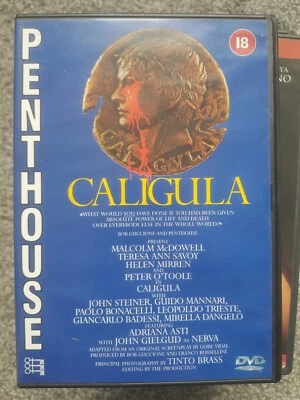 PENTHOUSE
18
CALIGULA
CALIGULA
«WHAT WOULD YOU HAVE DONE IF YOU HAD BEEN GIVEN
ABSOLUTE POWER OF LIFE AND DEATH
OVER EVERYBODY ELSE IN THE WHOLE WORLD?»
BOB GUCCIONE AND PENTHOUSE
PRESENT
MALCOLM McDOWELL
TERESA ANN SAVOY
HELEN MIRREN
AND
PETER O'TOOLE
IN
CALIGULA
WITH
JOHN STEINER, GUIDO MANNARI,
PAOLO BONACELLI, LEOPOLDO TRIESTE,
GIANCARLO BADESSI, MIRELLA DANGELO
FEATURING
ADRIANA ASTI
WITH JOHN GIELGUD AS NERVA
ADAPTED FROM AN ORIGINAL SCREENPLAY BY GORE VIDAL
PRODUCED BY BOB GUCCIONE AND FRANCO ROSSELLINI
PRINCIPAL PHOTOGRAPHY BY TINTO BRASS
EDITING BY THE PRODUCTION
DVD
YA
NO